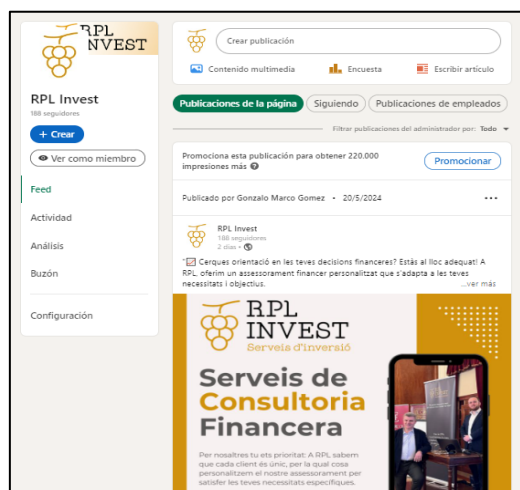 RPL
NVEST
RPL Invest
188 seguidores
+ Crear
Ver como miembro
Feed
Actividad
Análisis
Buzón
Configuración
Crear publicación
Contenido multimedia
Encuesta
Escribir artículo
Publicaciones de la página
Siguiendo
Publicaciones de empleados
Filtrar publicaciones del administrador por: Todo
Promociona esta publicación para obtener 220.000
impresiones más
Promocionar
Publicado por Gonzalo Marco Gomez • 20/5/2024
RPL Invest
188 seguidores
2 días •
"Cerques orientació en les teves decisions financeres? Estàs al lloc adequat! A
RPL, oferim un assessorament financer personalitzat que s'adapta a les teves
necessitats i objectius.
...ver más
RPL
INVEST
Serveis d'inversió
Serveis de
Consultoria
Financera
Per nosaltres tu ets prioritat: A RPL sabem
que cada client és únic, per la qual cosa
personalitzem el nostre assessorament per
satisfer les teves necessitats específiques.